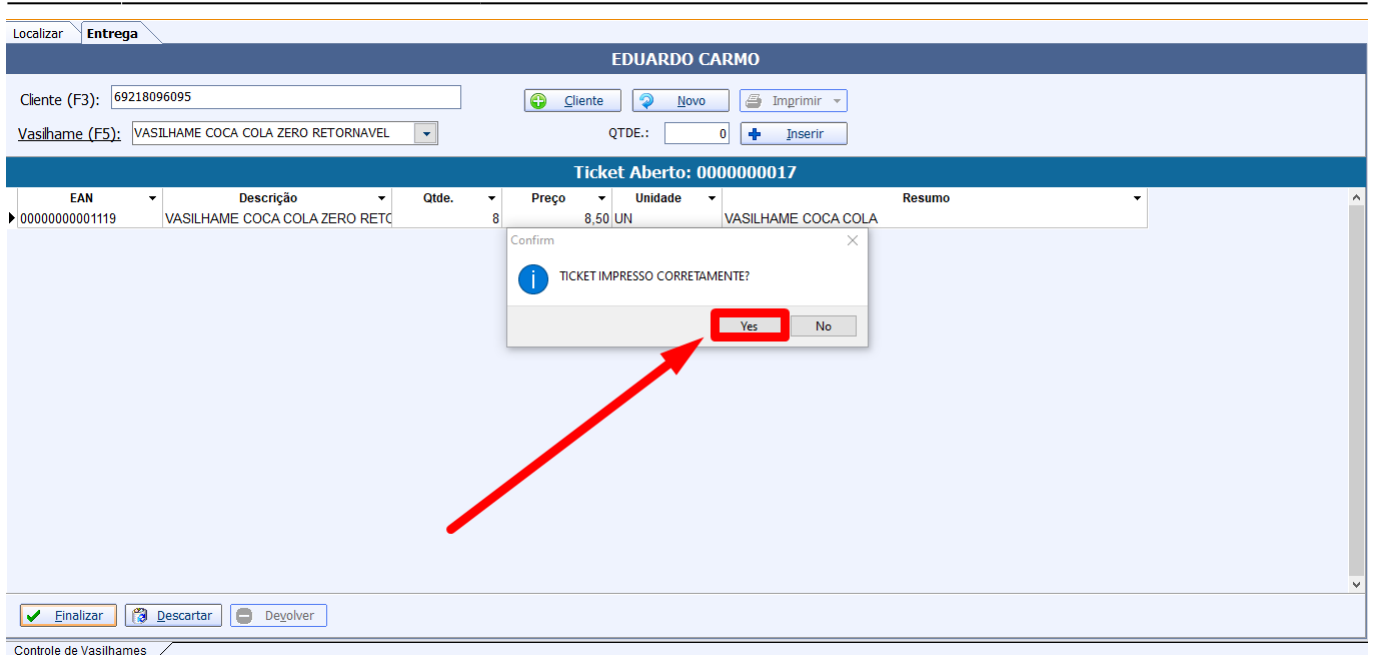 Localizar Entrega
EDUARDO CARMO
Cliente (F3): 69218096095 Cliente Novo Imprimir
Vasilhame (F5): VASILHAME COCA COLA ZERO RETORNAVEL QTDE.: 0 Inserir
Ticket Aberto: 0000000017
EAN Descrição Qtde. Preço Unidade Resumo
00000000001119 VASILHAME COCA COLA ZERO RETC 8 8,50 UN VASILHAME COCA COLA
Confirm
TICKET IMPRESSO CORRETAMENTE?
Yes No
Finalizar Descartar Devolver
Controle de Vasilhames